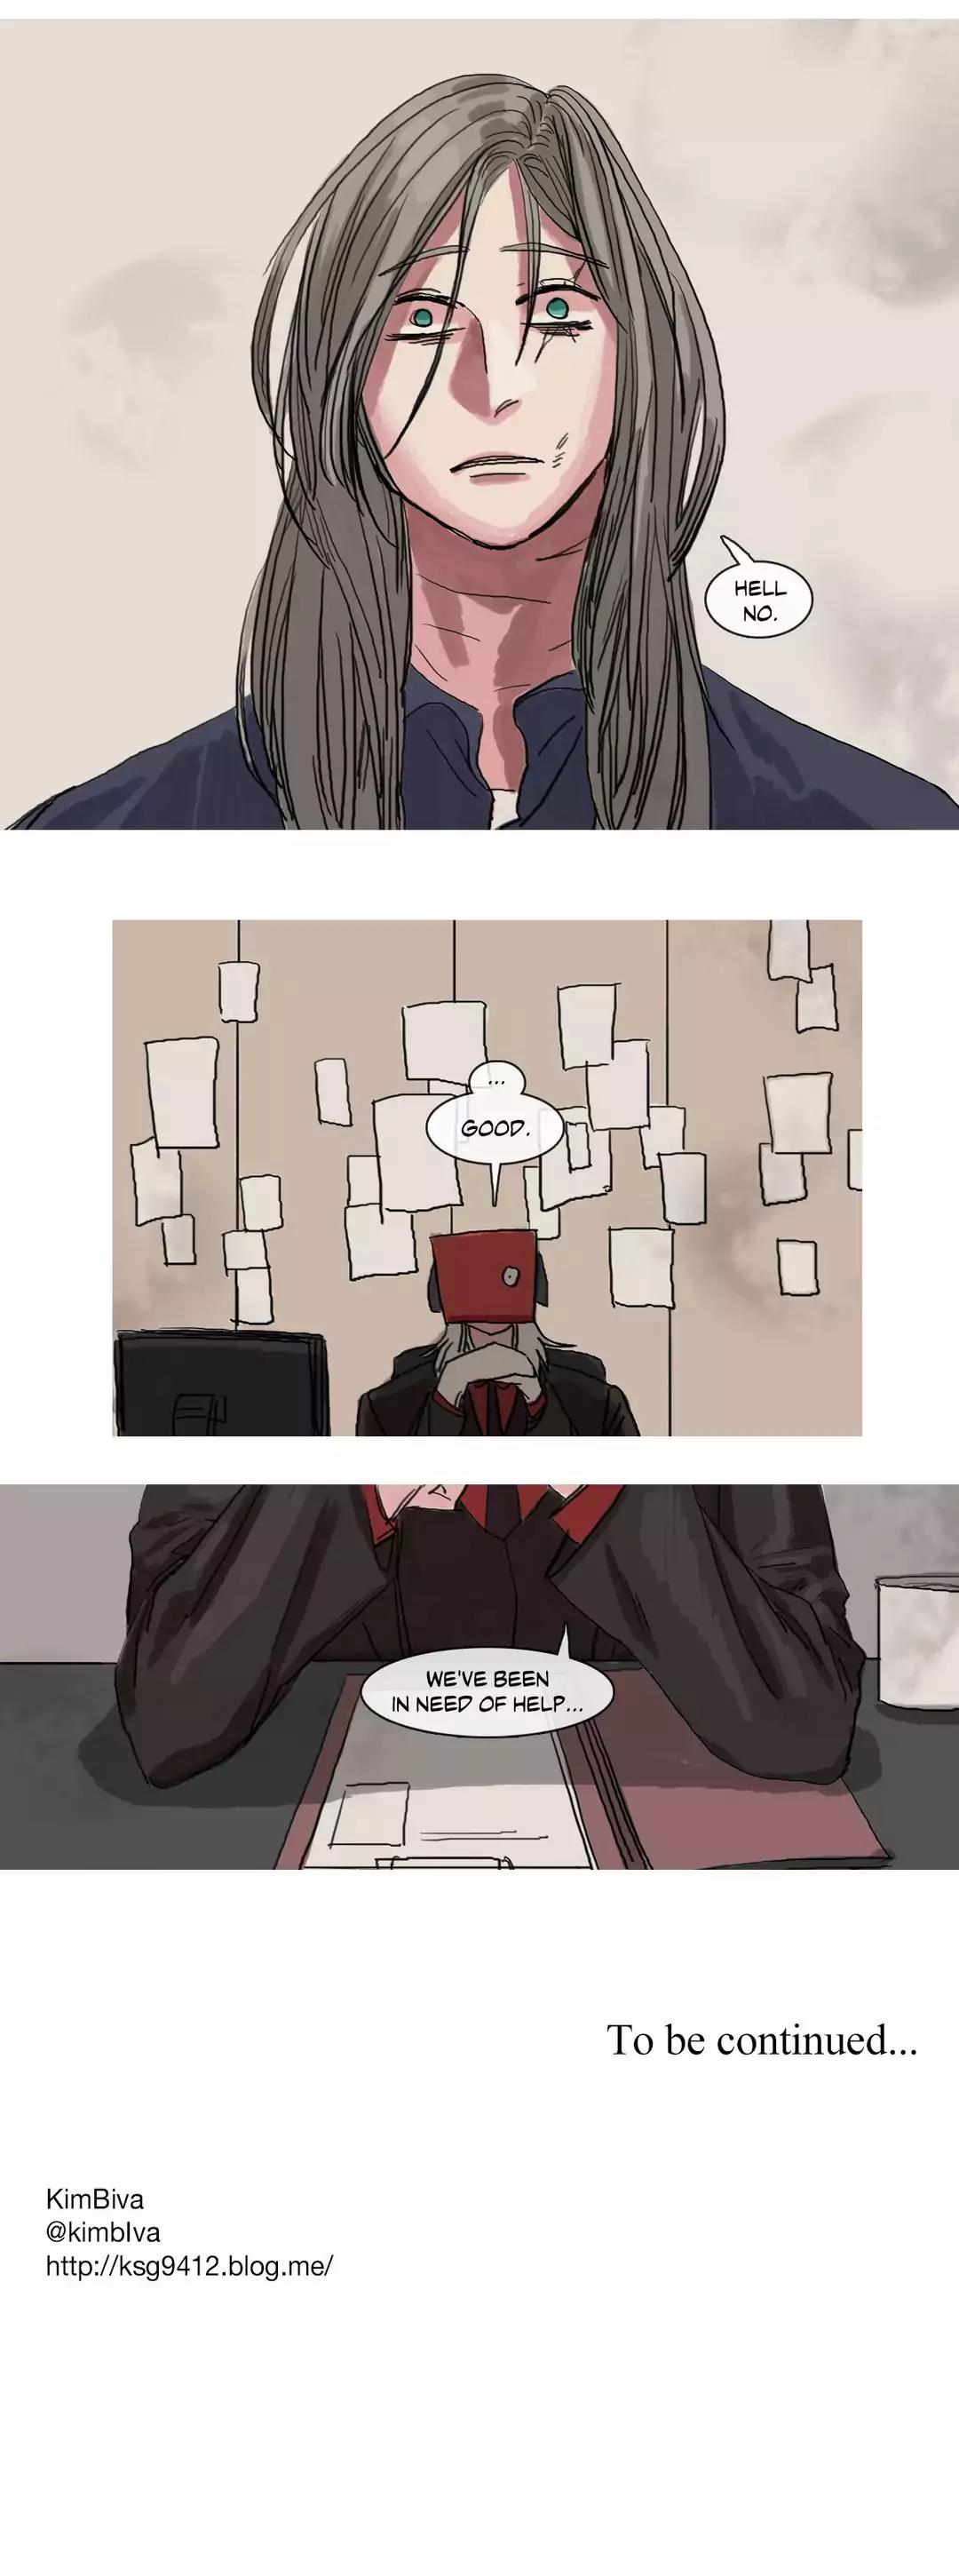 HELL
NO.
...
GOOD.
WE'VE BEEN
IN NEED OF HELP...
To be continued...
KimBiva
@kimbIva
http://ksg9412.blog.me/